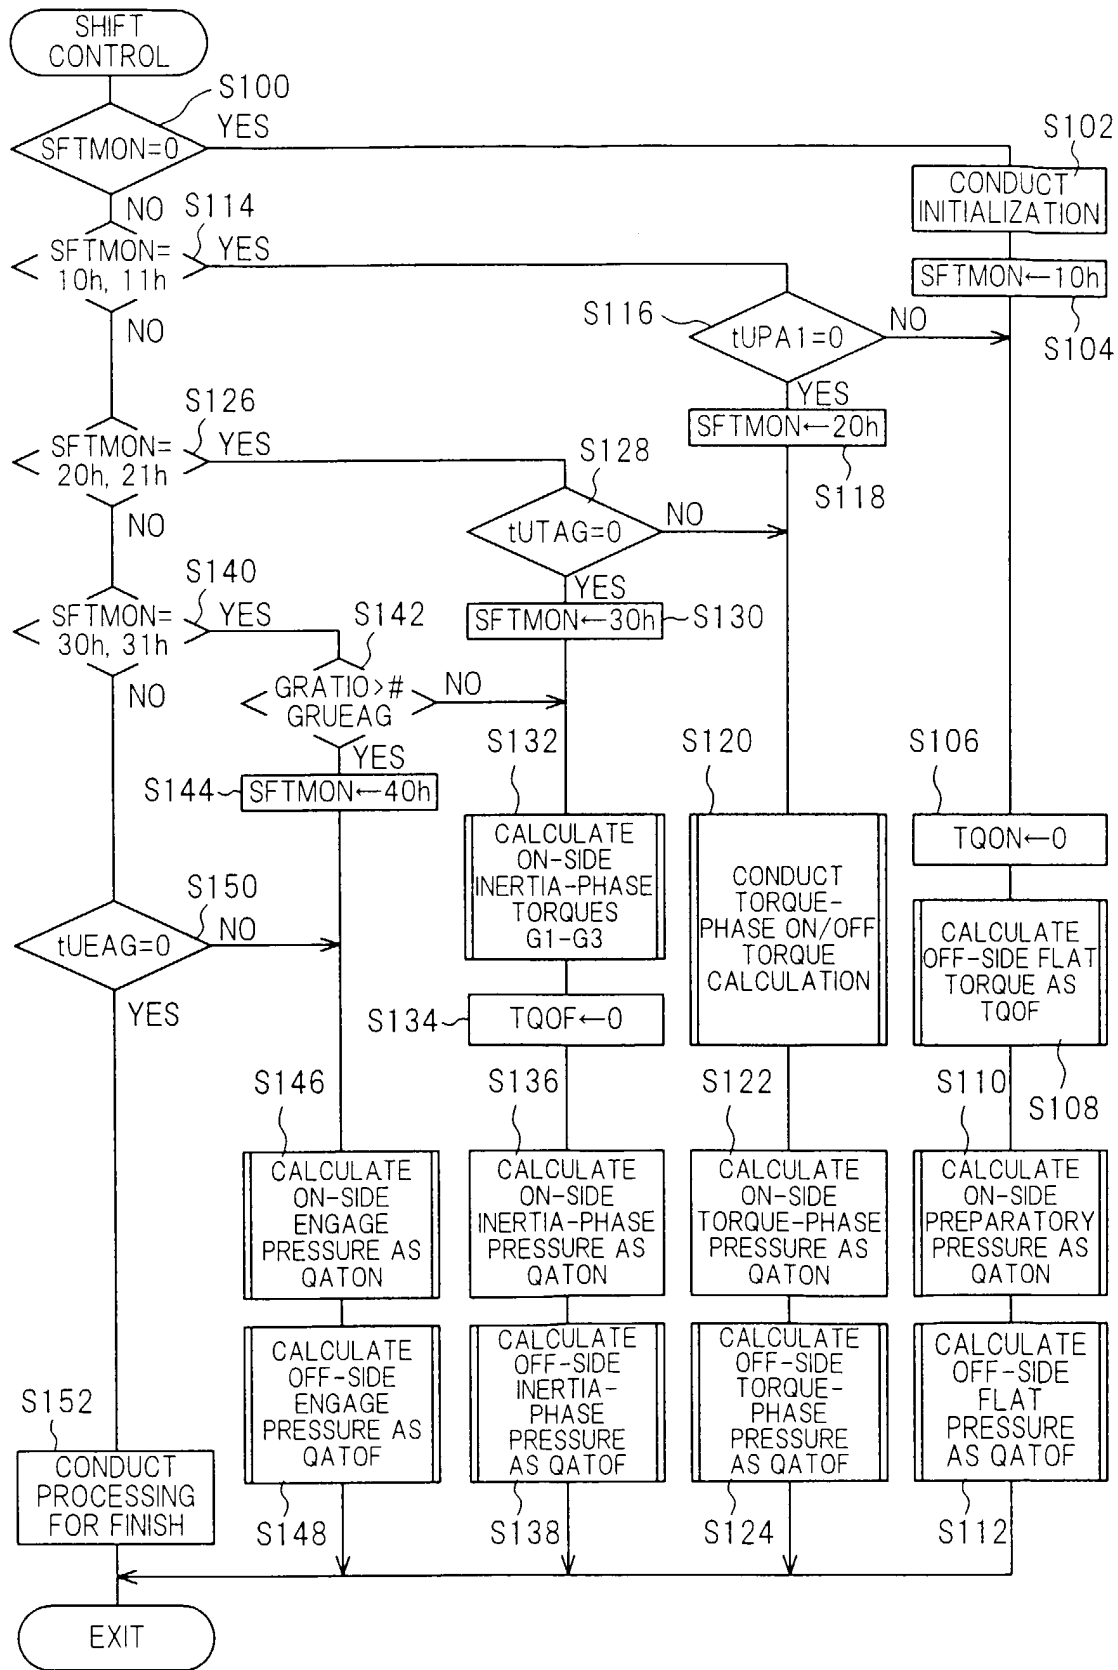 SHIFT
CONTROL
S100
SFTMON=0
YES
NO
S102
CONDUCT
INITIALIZATION
S114
SFTMON=
10h, 11h
YES
NO
SFTMON←10h
S104
S116
tUPA1=0
NO
YES
SFTMON←20h
S118
S126
SFTMON=
20h, 21h
YES
NO
S128
tUTAG=0
NO
YES
SFTMON←30h
S130
S140
SFTMON=
30h, 31h
YES
NO
S142
GRATIO>#
GRUEAG
NO
YES
S144
SFTMON←40h
S132
CALCULATE
ON-SIDE
INERTIA-PHASE
TORQUES
G1-G3
S120
CONDUCT
TORQUE-
PHASE ON/OFF
TORQUE
CALCULATION
S106
TQON←0
CALCULATE
OFF-SIDE FLAT
TORQUE AS
TQOF
S108
S150
tUEAG=0
NO
YES
S134
TQOF←0
S146
CALCULATE
ON-SIDE
ENGAGE
PRESSURE AS
QATON
S136
CALCULATE
ON-SIDE
INERTIA-PHASE
PRESSURE AS
QATON
S122
CALCULATE
ON-SIDE
TORQUE-PHASE
PRESSURE AS
QATON
S110
CALCULATE
ON-SIDE
PREPARATORY
PRESSURE AS
QATON
CALCULATE
OFF-SIDE
ENGAGE
PRESSURE AS
QATOF
S148
CALCULATE
OFF-SIDE
INERTIA-
PHASE
PRESSURE
AS QATOF
S138
CALCULATE
OFF-SIDE
TORQUE-
PHASE
PRESSURE
AS QATOF
S124
CALCULATE
OFF-SIDE
FLAT
PRESSURE
AS QATOF
S112
S152
CONDUCT
PROCESSING
FOR FINISH
EXIT